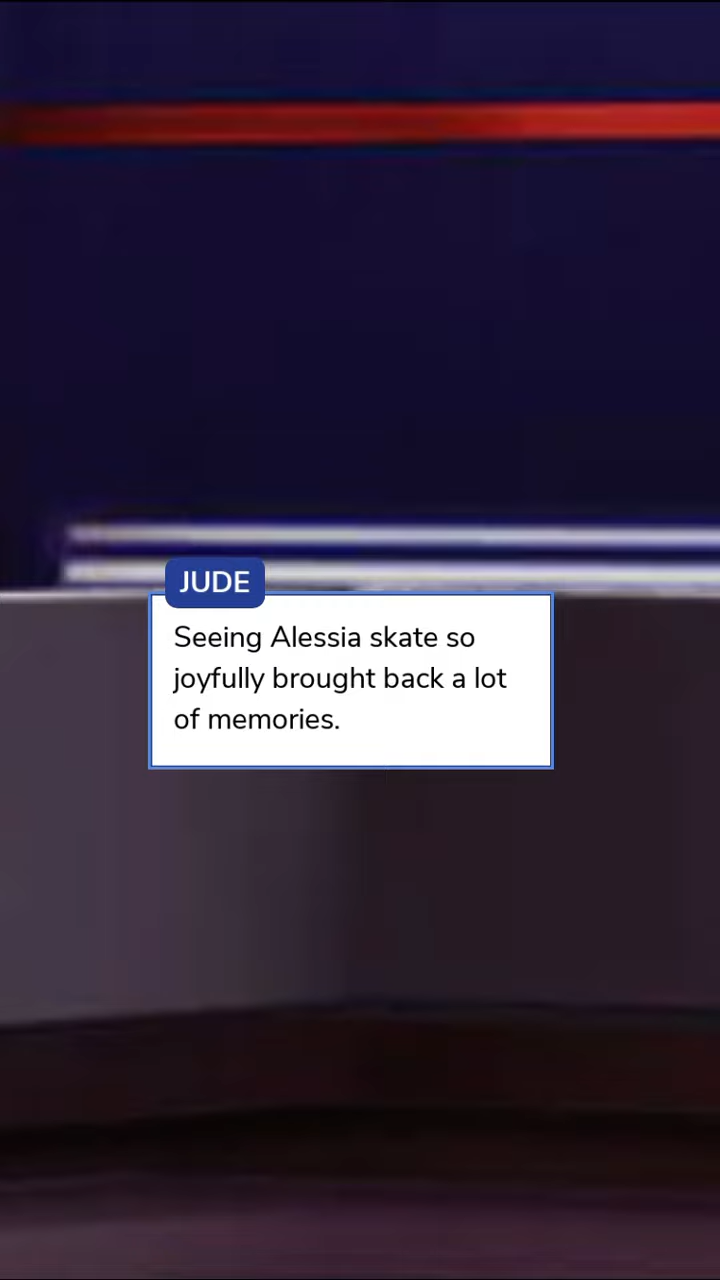 JUDE
Seeing Alessia skate so
joyfully brought back a lot
of memories.